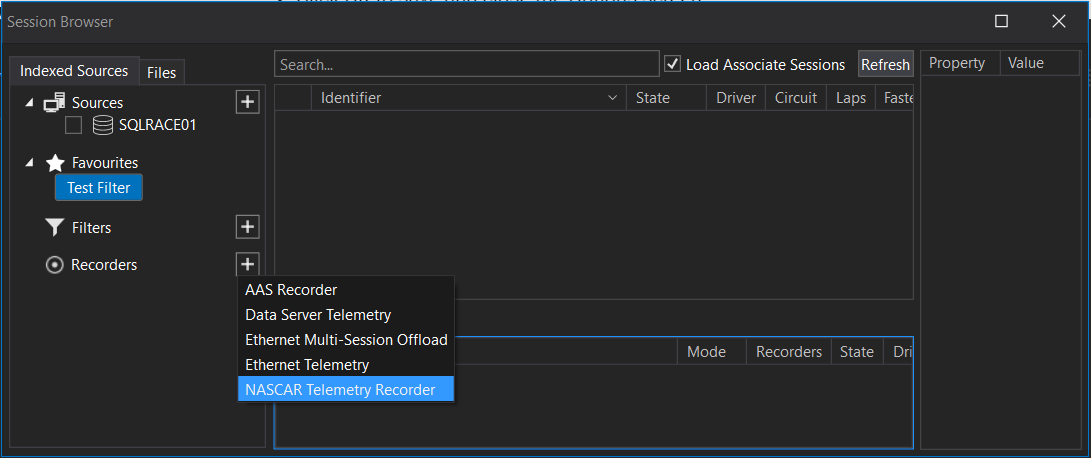 Session Browser
Indexed Sources Files
Search... Load Associate Sessions Refresh
Property Value
Identifier State Driver Circuit Laps Faste
Sources
SQLRACE01
Favourites
Test Filter
Filters
Recorders
AAS Recorder
Data Server Telemetry
Ethernet Multi-Session Offload
Ethernet Telemetry
NASCAR Telemetry Recorder
Mode Recorders State Dri